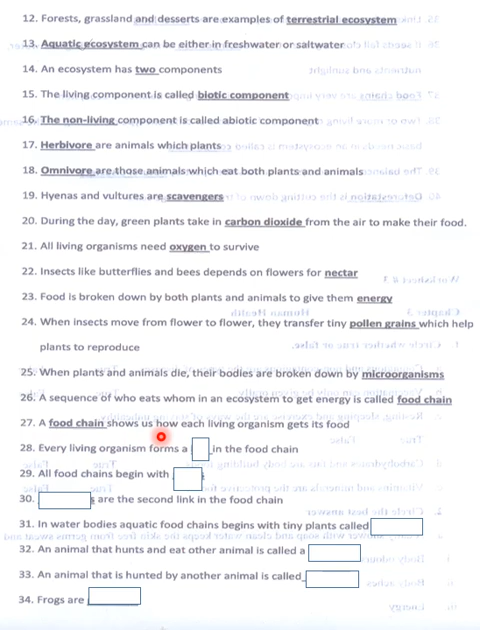 12. Forests, grassland and desserts are examples of terrestrial ecosystem
13. Aquatic ecosystem can be either in freshwater or saltwater
14. An ecosystem has two components
15. The living component is called biotic component
16. The non-living component is called abiotic component
17. Herbivore are animals which plants
18. Omnivore are those animals which eat both plants and animals
19. Hyenas and vultures are scavengers
20. During the day, green plants take in carbon dioxide from the air to make their food.
21. All living organisms need oxygen to survive
22. Insects like butterflies and bees depends on flowers for nectar
23. Food is broken down by both plants and animals to give them energy
24. When insects move from flower to flower, they transfer tiny pollen grains which help
plants to reproduce
25. When plants and animals die, their bodies are broken down by microorganisms
26. A sequence of who eats whom in an ecosystem to get energy is called food chain
27. A food chain shows us how each living organism gets its food
28. Every living organism forms a in the food chain
29. All food chains begin with
30. are the second link in the food chain
31. In water bodies aquatic food chains begins with tiny plants called
32. An animal that hunts and eat other animal is called a
33. An animal that is hunted by another animal is called
34. Frogs are